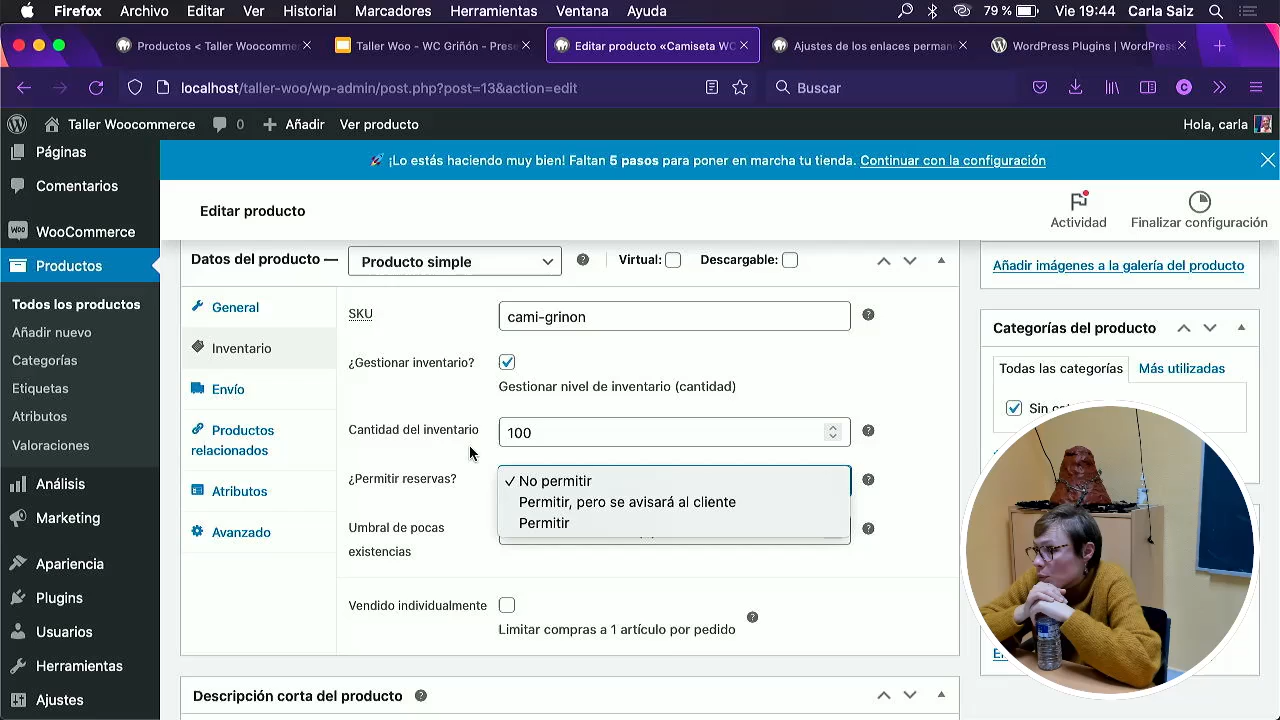 Firefox Archivo Editar Ver Historial Marcadores Herramientas Ventana Ayuda 79 % Vie 19:44 Carla Saiz
Productos < Taller Woocomme
Taller Woo - WC Griñón - Prese
Editar producto «Camiseta WC
Ajustes de los enlaces perman
WordPress Plugins | WordPress
localhost/taller-woo/wp-admin/post.php?post=13&action=edit
Buscar
C
Taller Woocommerce 0 Añadir Ver producto Hola, carla
Páginas
Comentarios
WooCommerce
Productos
Todos los productos
Añadir nuevo
Categorías
Etiquetas
Atributos
Valoraciones
Análisis
Marketing
Apariencia
Plugins
Usuarios
Herramientas
Ajustes
¡Lo estás haciendo muy bien! Faltan 5 pasos para poner en marcha tu tienda. Continuar con la configuración
Editar producto
Actividad
Finalizar configuración
Datos del producto — Producto simple Virtual: Descargable:
General
Inventario
Envío
Productos
relacionados
Atributos
Avanzado
SKU
cami-grinon
¿Gestionar inventario?
Gestionar nivel de inventario (cantidad)
Cantidad del inventario
100
¿Permitir reservas?
No permitir
Permitir, pero se avisará al cliente
Permitir
Umbral de pocas
existencias
Vendido individualmente
Limitar compras a 1 artículo por pedido
Descripción corta del producto
Añadir imágenes a la galería del producto
Categorías del producto
Todas las categorías Más utilizadas
Sin